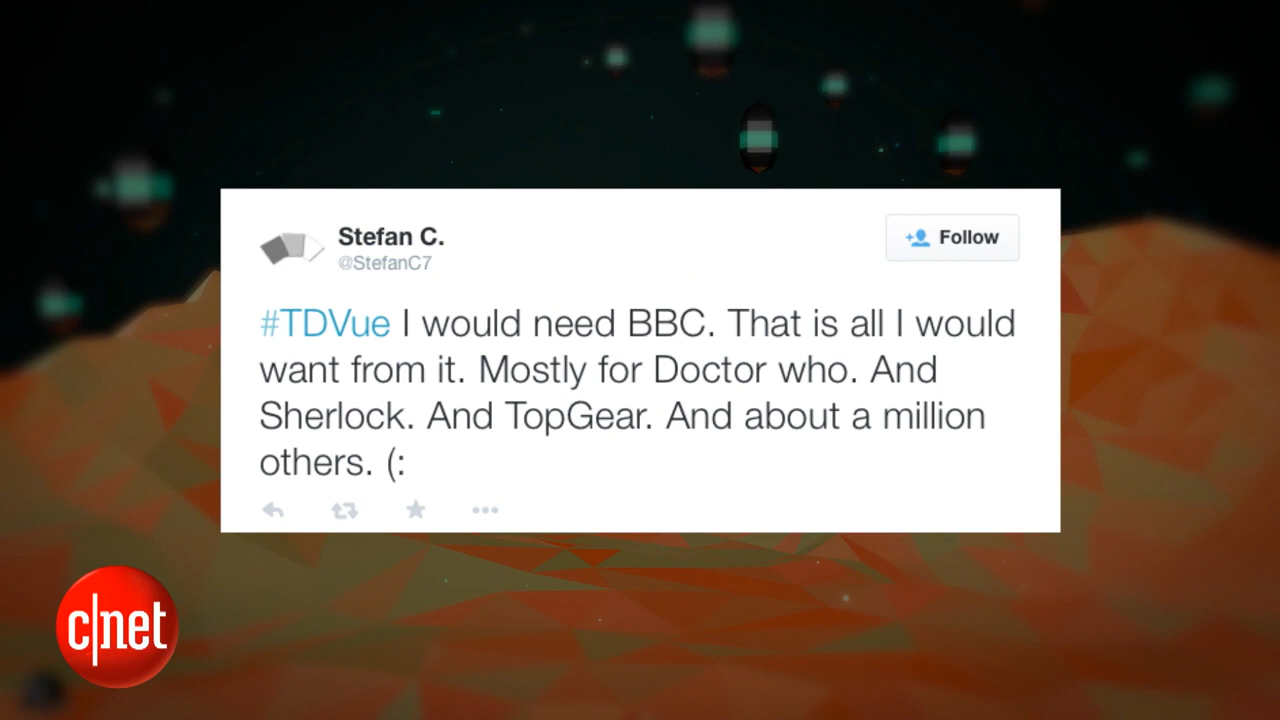 Stefan C.
@StefanC7
Follow
#TDVue I would need BBC. That is all I would
want from it. Mostly for Doctor who. And
Sherlock. And TopGear. And about a million
others. (:
c|net